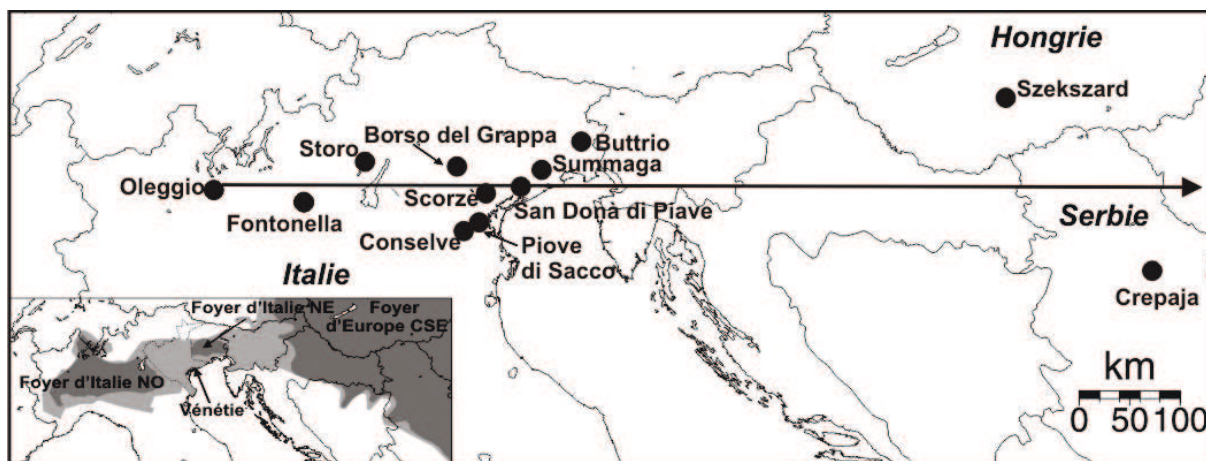 Hongrie
Szekszard
Borso del Grappa
Buttrio
Storo
Summaga
Oleggio
Scorzè
Fontonella
San Dona di Piave
Conselve
Piove
di Sacco
Serbie
Italie
Crepaja
Foyer d'Italie NE
Foyer
d'Europe CSE
Foyer d'Italie NO
Vénétie
km
0 50 100